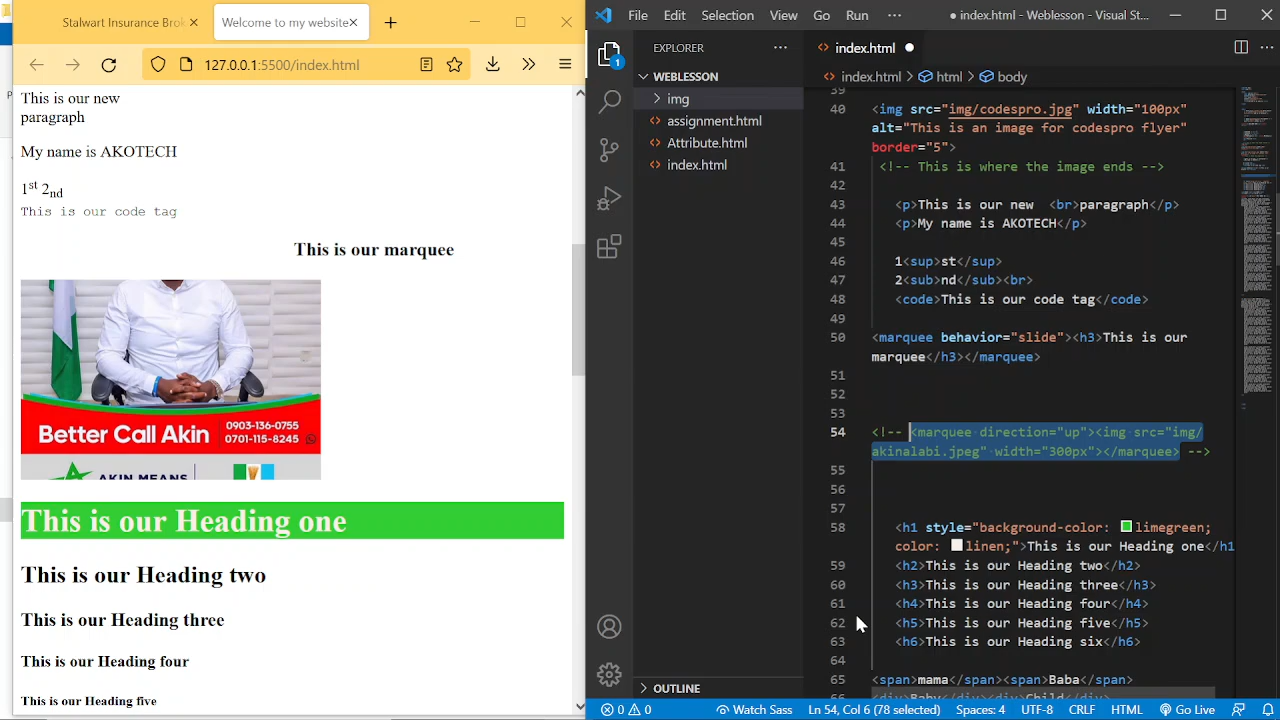 Stalwart Insurance Brok
Welcome to my website
127.0.0.1:5500/index.html
This is our new
paragraph
My name is AKOTECH
1st 2nd
This is our code tag
This is our marquee
Better Call Akin
0903-136-0755
0701-115-8245
AKIN MEANS
This is our Heading one
This is our Heading two
This is our Heading three
This is our Heading four
This is our Heading five
File Edit Selection View Go Run ··· ● index.html - Weblesson - Visual St...
EXPLORER
WEBLESSON
img
assignment.html
Attribute.html
index.html
OUTLINE
1
index.html
index.html > html > body
39
40 <img src="img/codespro.jpg" width="100px"
alt="This is an image for codespro flyer"
border="5">
41 <!-- This is where the image ends -->
42
43 <p>This is our new  <br>paragraph</p>
44 <p>My name is AKOTECH</p>
45
46 1<sup>st</sup>
47 2<sub>nd</sub><br>
48 <code>This is our code tag</code>
49
50 <marquee behavior="slide"><h3>This is our
marquee</h3></marquee>
51
52
53
54 <!-- <marquee direction="up"><img src="img/
akinalabi.jpeg" width="300px"></marquee> -->
55
56
57
58 <h1 style="background-color: limegreen;
color: linen;">This is our Heading one</h1
59 <h2>This is our Heading two</h2>
60 <h3>This is our Heading three</h3>
61 <h4>This is our Heading four</h4>
62 <h5>This is our Heading five</h5>
63 <h6>This is our Heading six</h6>
64
65 <span>mama</span><span>Baba</span>
66 <div>Baby</div><div>Child</div>
0 0 Watch Sass Ln 54, Col 6 (78 selected) Spaces: 4 UTF-8 CRLF HTML Go Live